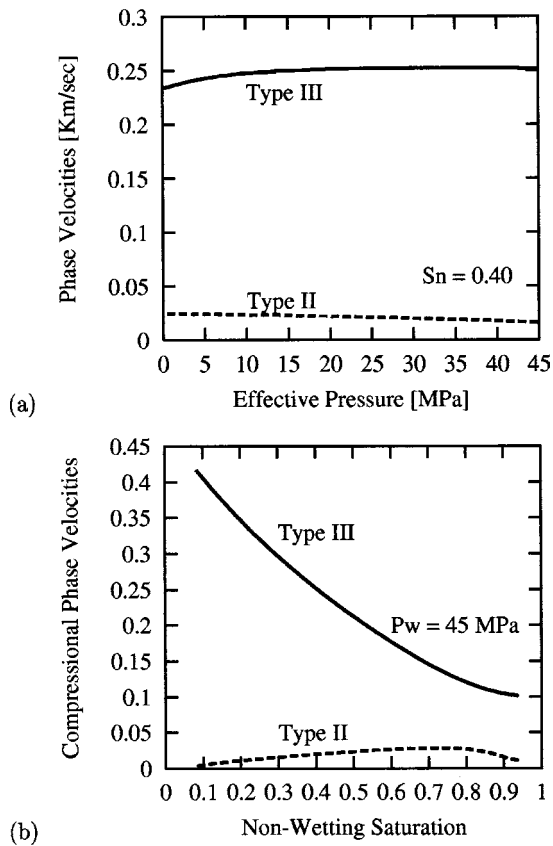 0.3
0.25
0.2
0.15
0.1
0.05
0
Phase Velocities [Km/sec]
Type III
Type II
Sn = 0.40
0 5 10 15 20 25 30 35 40 45
Effective Pressure [MPa]
(a)
0.45
0.4
0.35
0.3
0.25
0.2
0.15
0.1
0.05
0
Compressional Phase Velocities
Type III
Pw = 45 MPa
Type II
0 0.1 0.2 0.3 0.4 0.5 0.6 0.7 0.8 0.9 1
Non-Wetting Saturation
(b)